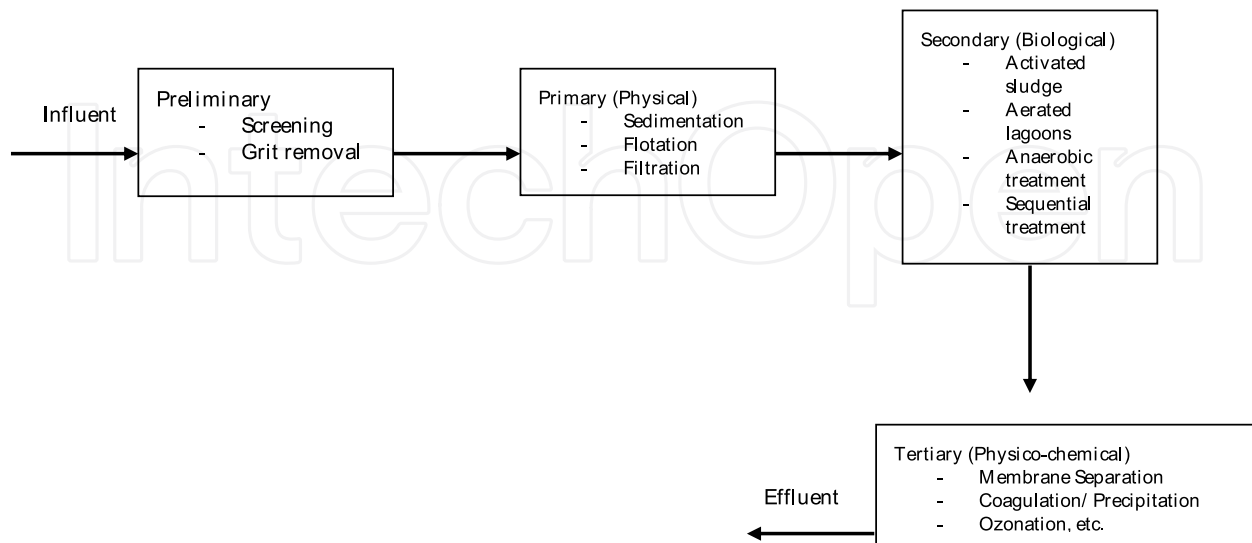 Influent
Preliminary
- Screening
- Grit removal
Primary (Physical)
- Sedimentation
- Flotation
- Filtration
Secondary (Biological)
- Activated
sludge
- Aerated
lagoons
- Anaerobic
treatment
- Sequential
treatment
Tertiary (Physico-chemical)
- Membrane Separation
- Coagulation/ Precipitation
- Ozonation, etc.
Effluent
IntechOpen